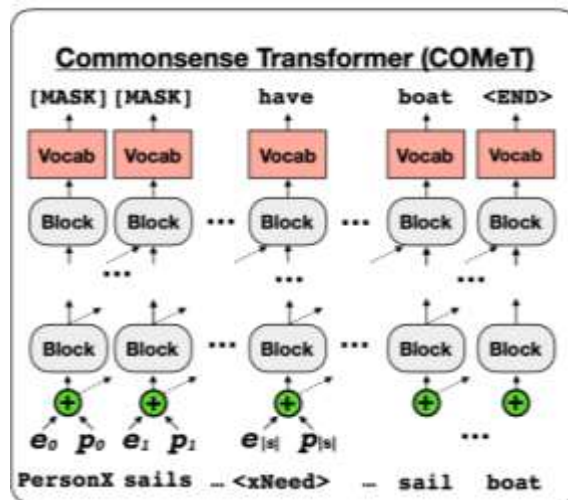 Commonsense Transformer (COMeT)
[MASK] [MASK] have boat <END>
Vocab Vocab Vocab Vocab Vocab
Block Block ... Block ... Block Block
... ... ...
Block Block ... Block ... Block Block
+ + + + +
e0 p0 e1 p1 e|s| p|s| ...
PersonX sails ... <xNeed> ... sail boat